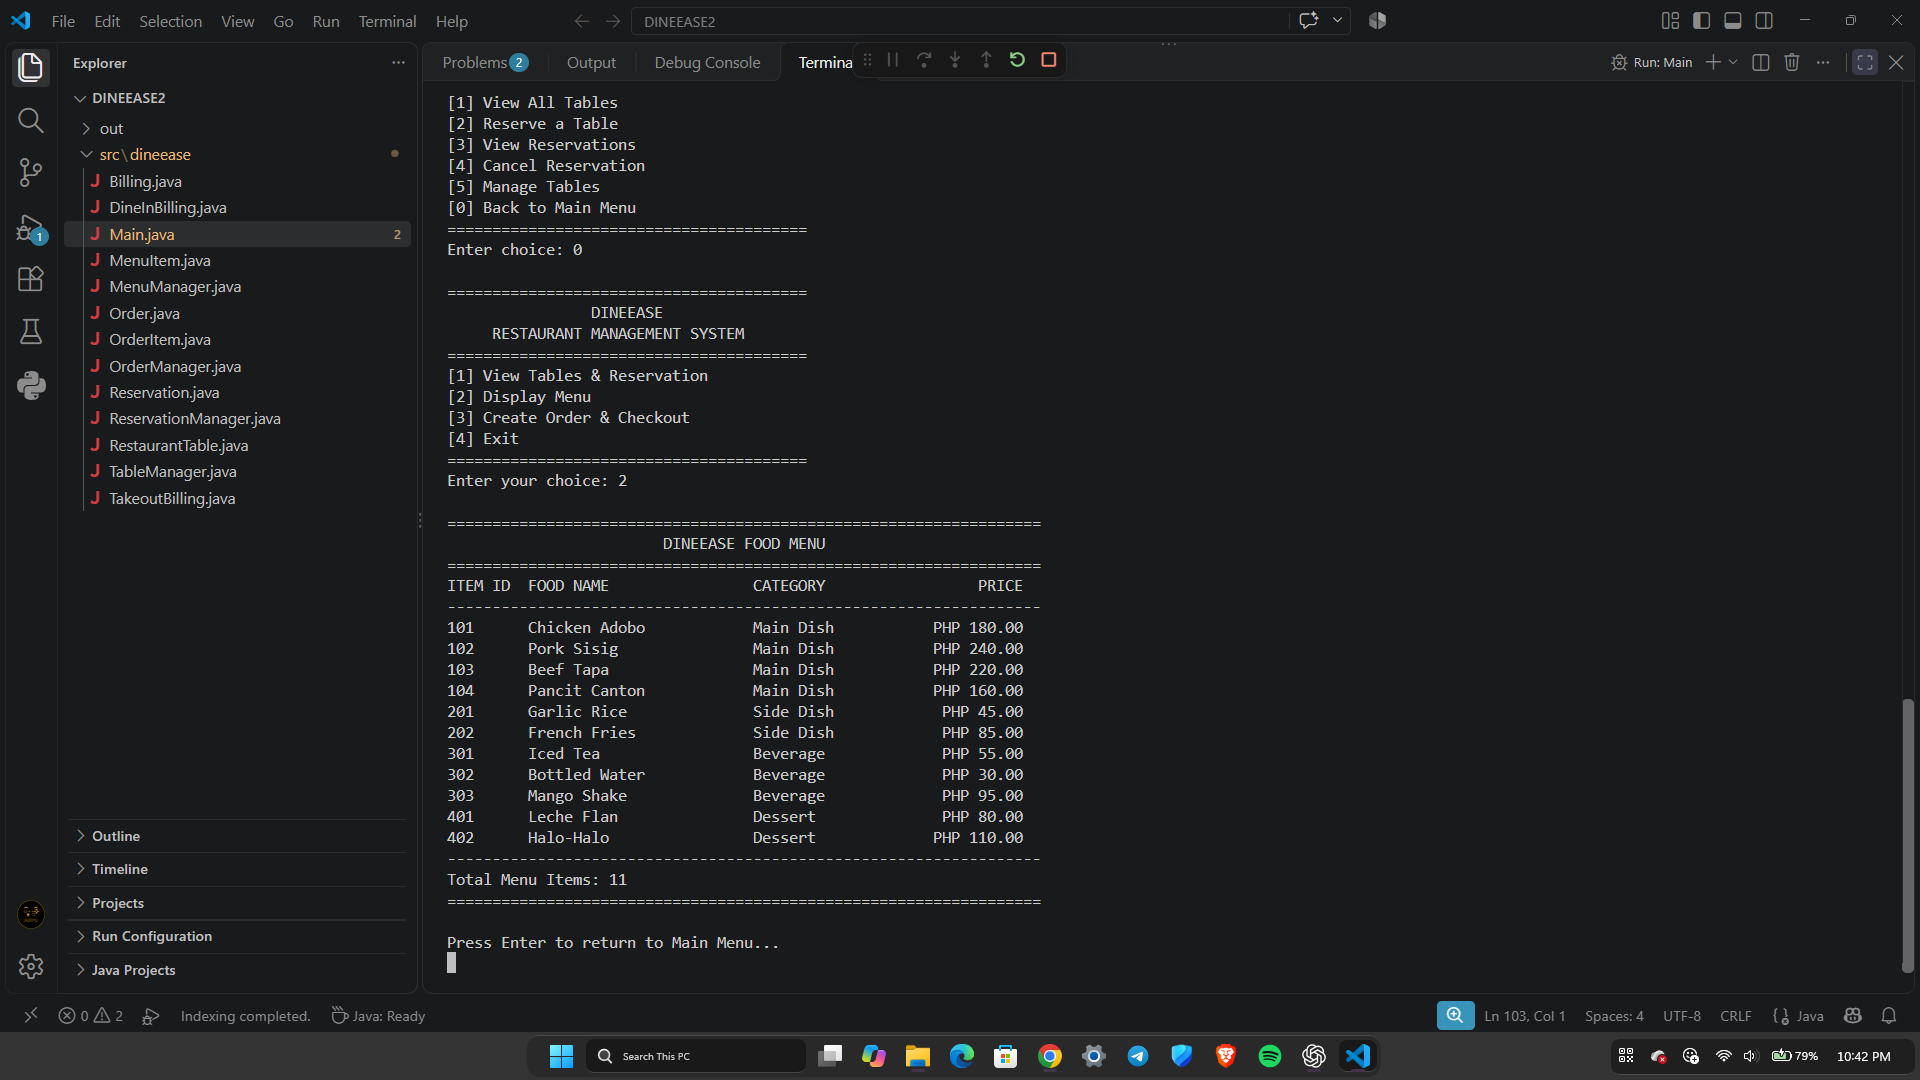 File Edit Selection View Go Run Terminal Help
DINEEASE2
Explorer
DINEEASE2
out
src\dineease
Billing.java
DineInBilling.java
Main.java 2
MenuItem.java
MenuManager.java
Order.java
OrderItem.java
OrderManager.java
Reservation.java
ReservationManager.java
RestaurantTable.java
TableManager.java
TakeoutBilling.java
1
Outline
Timeline
Projects
Run Configuration
Java Projects
Problems 2 Output Debug Console Termina
Run: Main
[1] View All Tables
[2] Reserve a Table
[3] View Reservations
[4] Cancel Reservation
[5] Manage Tables
[0] Back to Main Menu
========================================
Enter choice: 0
========================================
DINEEASE
RESTAURANT MANAGEMENT SYSTEM
========================================
[1] View Tables & Reservation
[2] Display Menu
[3] Create Order & Checkout
[4] Exit
========================================
Enter your choice: 2
==================================================================
DINEEASE FOOD MENU
==================================================================
ITEM ID FOOD NAME CATEGORY PRICE
------------------------------------------------------------------
101 Chicken Adobo Main Dish PHP 180.00
102 Pork Sisig Main Dish PHP 240.00
103 Beef Tapa Main Dish PHP 220.00
104 Pancit Canton Main Dish PHP 160.00
201 Garlic Rice Side Dish PHP 45.00
202 French Fries Side Dish PHP 85.00
301 Iced Tea Beverage PHP 55.00
302 Bottled Water Beverage PHP 30.00
303 Mango Shake Beverage PHP 95.00
401 Leche Flan Dessert PHP 80.00
402 Halo-Halo Dessert PHP 110.00
------------------------------------------------------------------
Total Menu Items: 11
==================================================================
Press Enter to return to Main Menu...
0 2 Indexing completed. Java: Ready
Ln 103, Col 1 Spaces: 4 UTF-8 CRLF Java
Search This PC
79% 10:42 PM